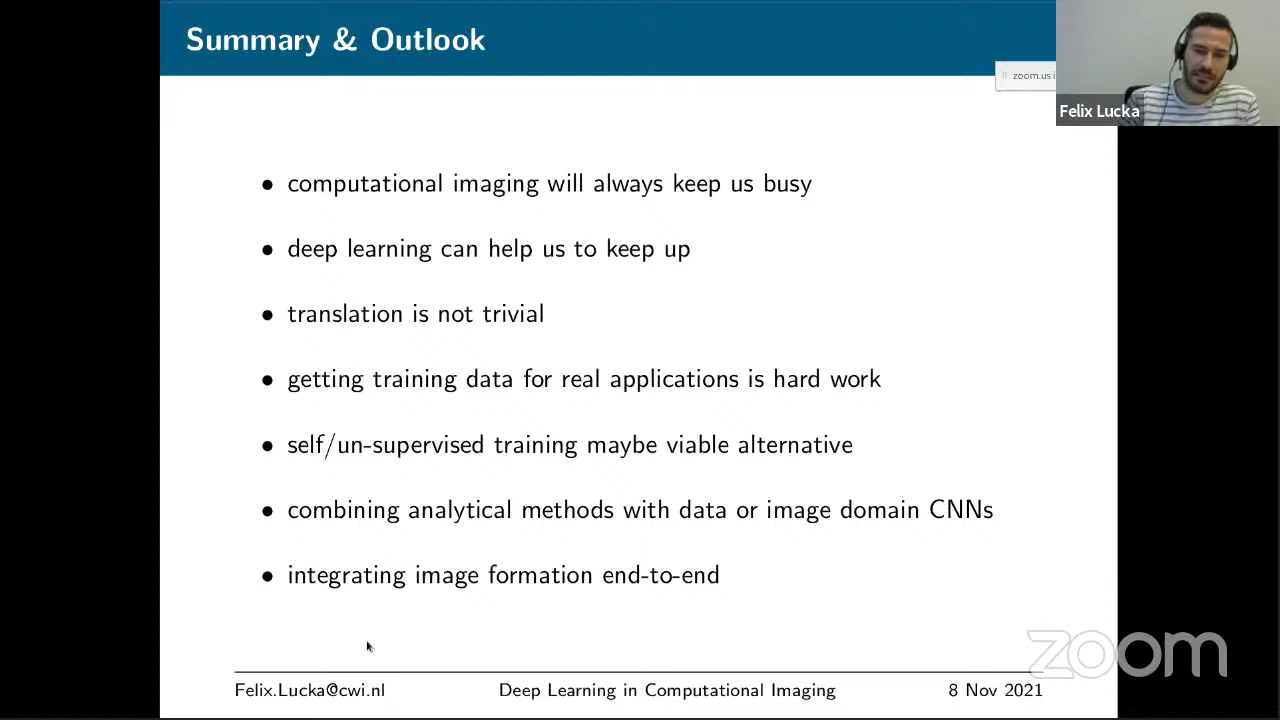 Summary & Outlook
zoom.us i
Felix Lucka
• computational imaging will always keep us busy
• deep learning can help us to keep up
• translation is not trivial
• getting training data for real applications is hard work
• self/un-supervised training maybe viable alternative
• combining analytical methods with data or image domain CNNs
• integrating image formation end-to-end
zoom
Felix.Lucka@cwi.nl Deep Learning in Computational Imaging 8 Nov 2021